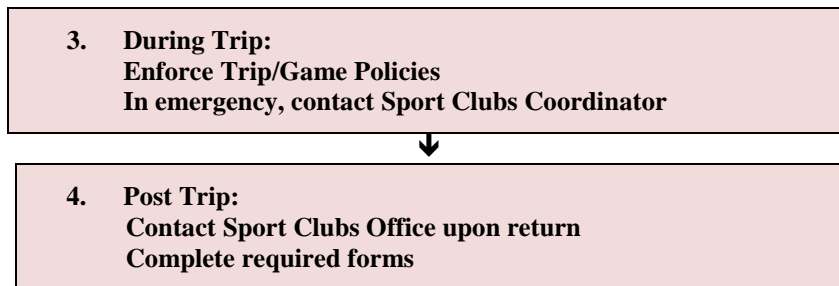 3. During Trip:
Enforce Trip/Game Policies
In emergency, contact Sport Clubs Coordinator
4. Post Trip:
Contact Sport Clubs Office upon return
Complete required forms